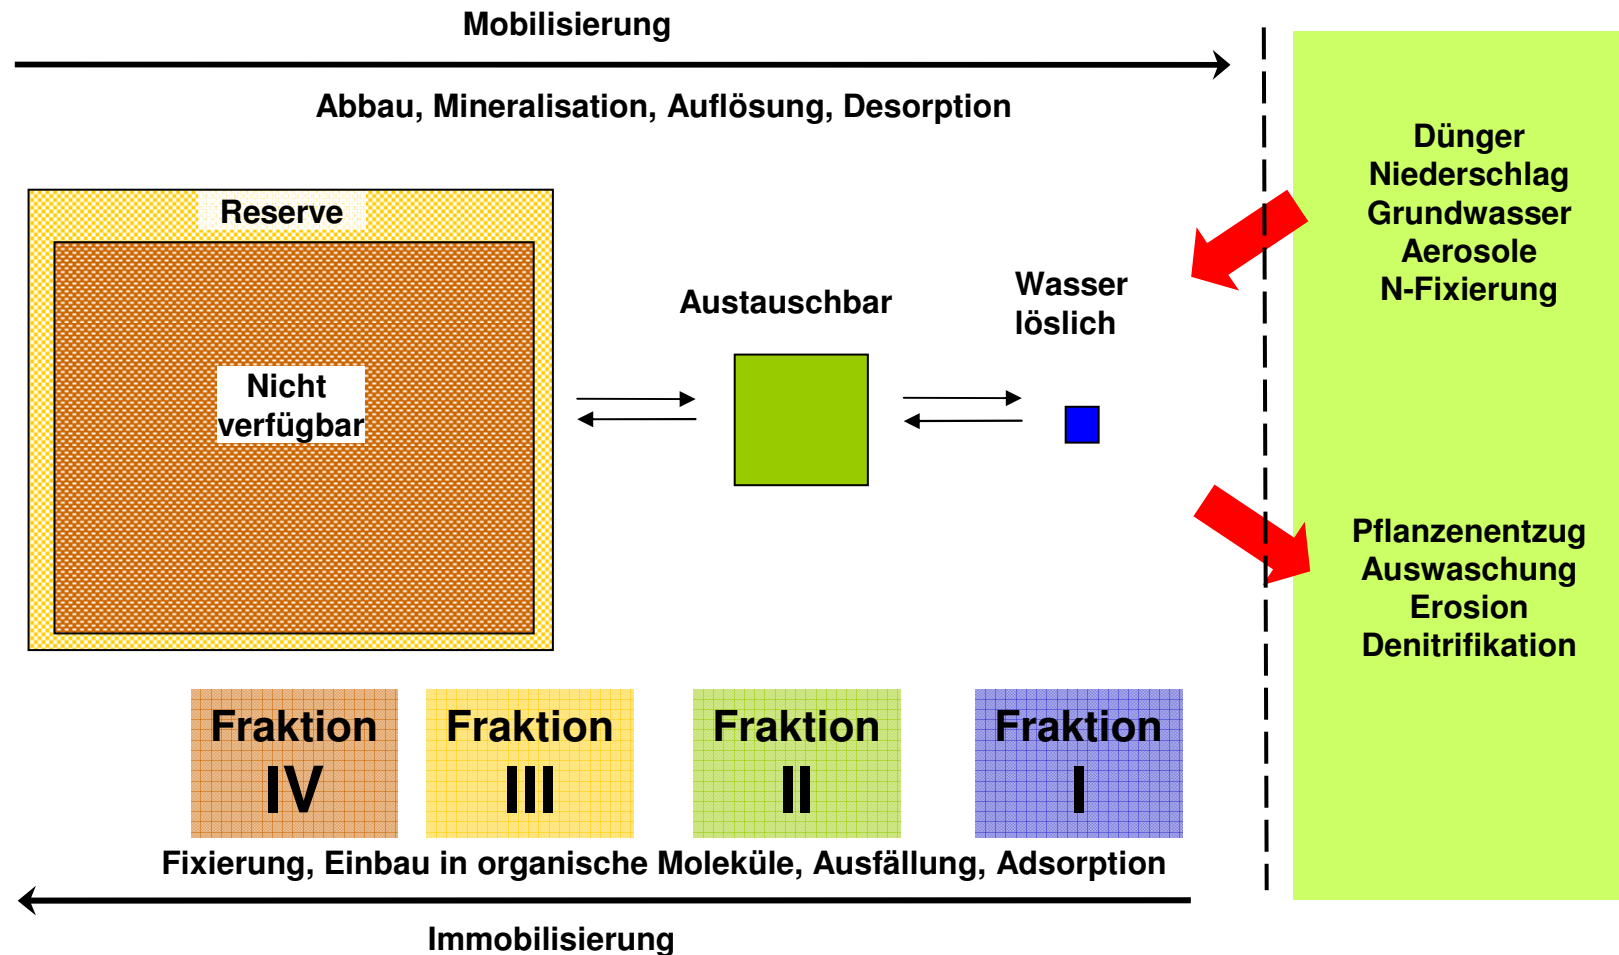 Mobilisierung
Abbau, Mineralisation, Auflösung, Desorption
Reserve
Nicht
verfügbar
Austauschbar
Wasser
löslich
Dünger
Niederschlag
Grundwasser
Aerosole
N-Fixierung
Pflanzenentzug
Auswaschung
Erosion
Denitrifikation
Fraktion
IV
Fraktion
III
Fraktion
II
Fraktion
I
Fixierung, Einbau in organische Moleküle, Ausfällung, Adsorption
Immobilisierung